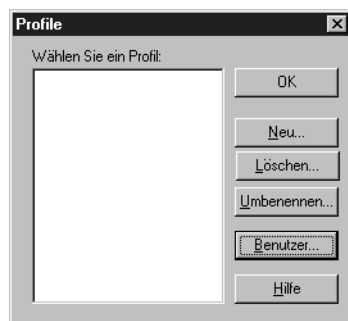 Profile
Wählen Sie ein Profil:
OK
Neu...
Löschen...
Umbenennen...
Benutzer...
Hilfe